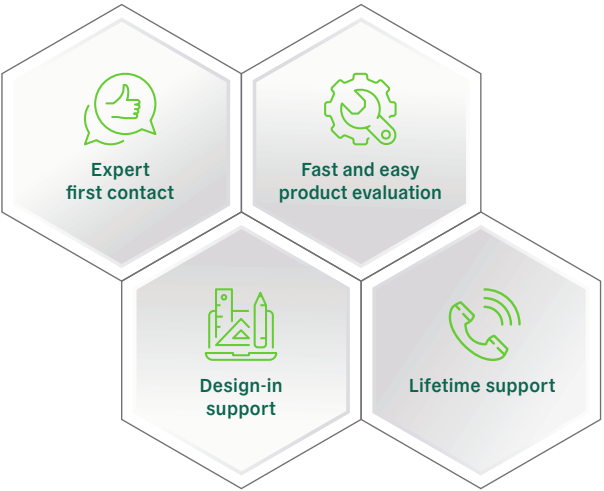 Expert
first contact
Fast and easy
product evaluation
Design-in
support
Lifetime support